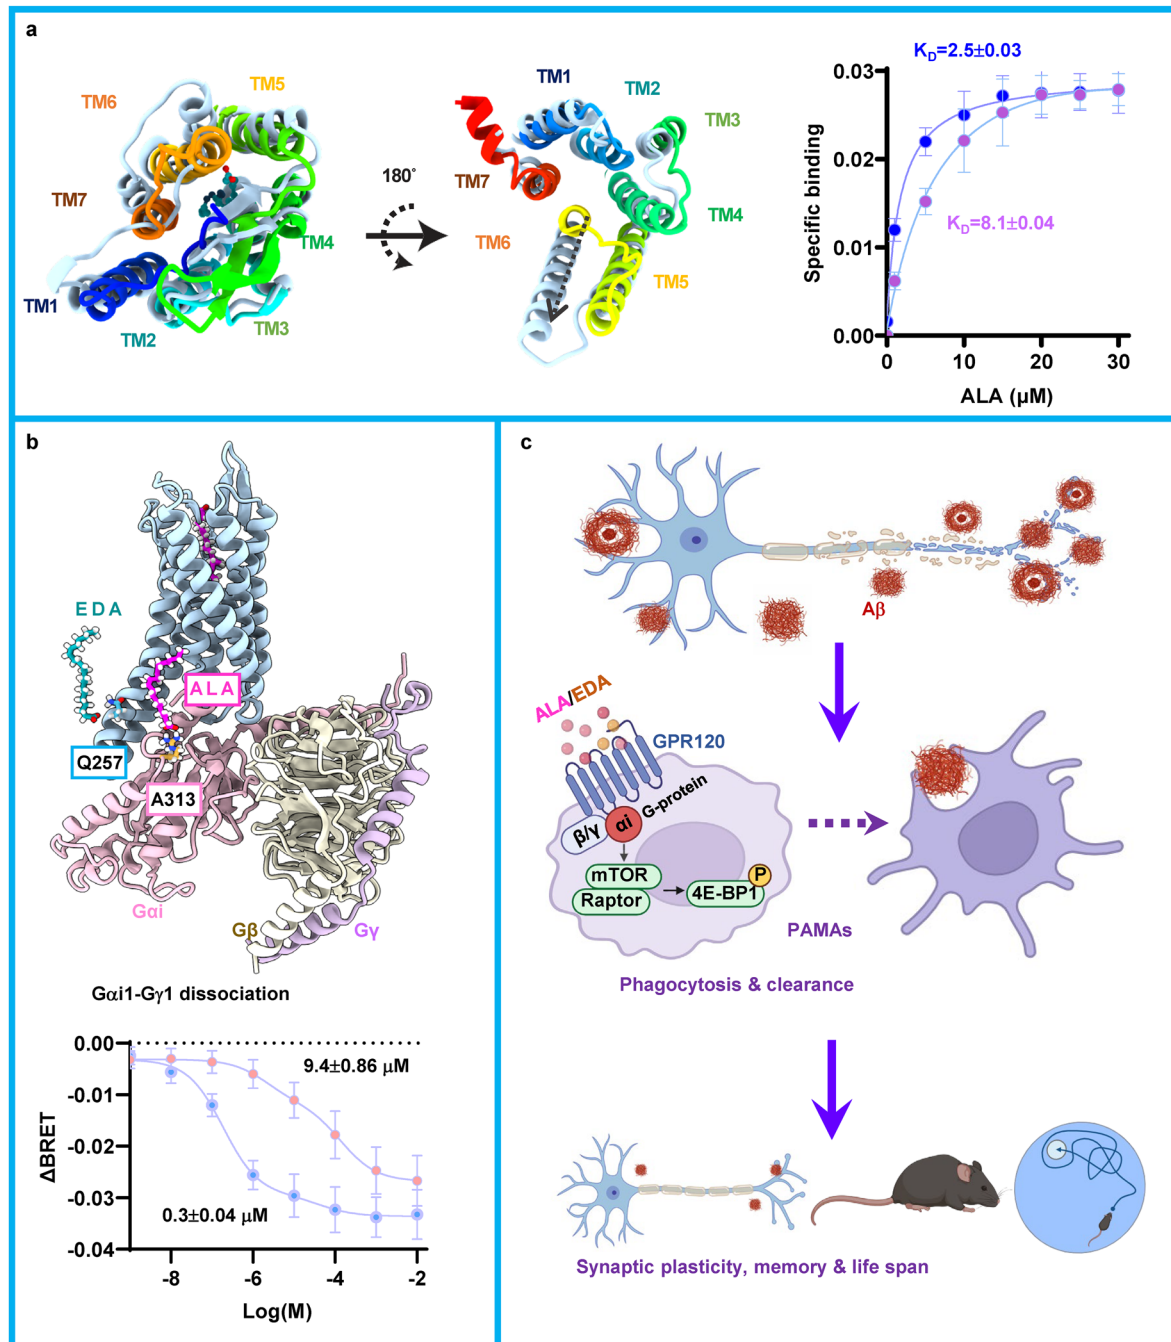 a
TM6
TM5
TM7
TM4
TM1
TM2
TM3
180°
TM1
TM2
TM3
TM7
TM4
TM6
TM5
K_D=2.5±0.03
K_D=8.1±0.04
Specific binding
0.03
0.02
0.01
0.00
0 10 20 30
ALA (µM)
b
EDA
ALA
Q257
A313
Gαi
Gβ
Gγ
Gαi1-Gγ1 dissociation
ΔBRET
0.00
-0.01
-0.02
-0.03
-0.04
9.4±0.86 µM
0.3±0.04 µM
-8 -6 -4 -2
Log(M)
c
Aβ
ALA/EDA
GPR120
G-protein
β/γ
αi
mTOR
Raptor
4E-BP1
P
PAMAs
Phagocytosis & clearance
Synaptic plasticity, memory & life span